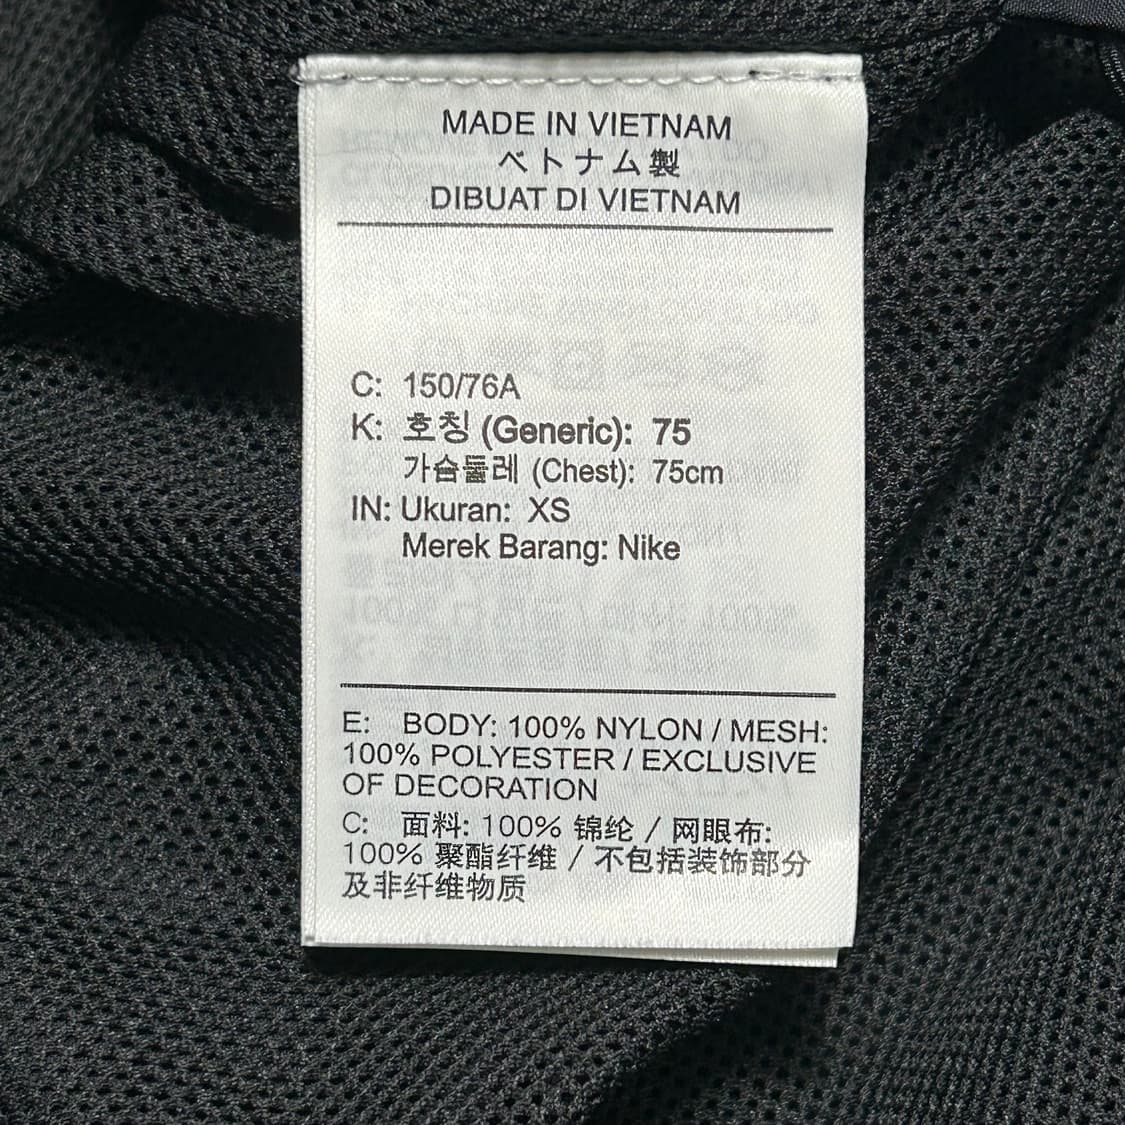 MADE IN VIETNAM
ベトナム製
DIBUAT DI VIETNAM
C: 150/76A
K: 호칭 (Generic): 75
가슴둘레 (Chest): 75cm
IN: Ukuran: XS
Merek Barang: Nike
E: BODY: 100% NYLON / MESH:
100% POLYESTER / EXCLUSIVE
OF DECORATION
C: 面料: 100% 锦纶 / 网眼布:
100% 聚酯纤维 / 不包括装饰部分
及非纤维物质